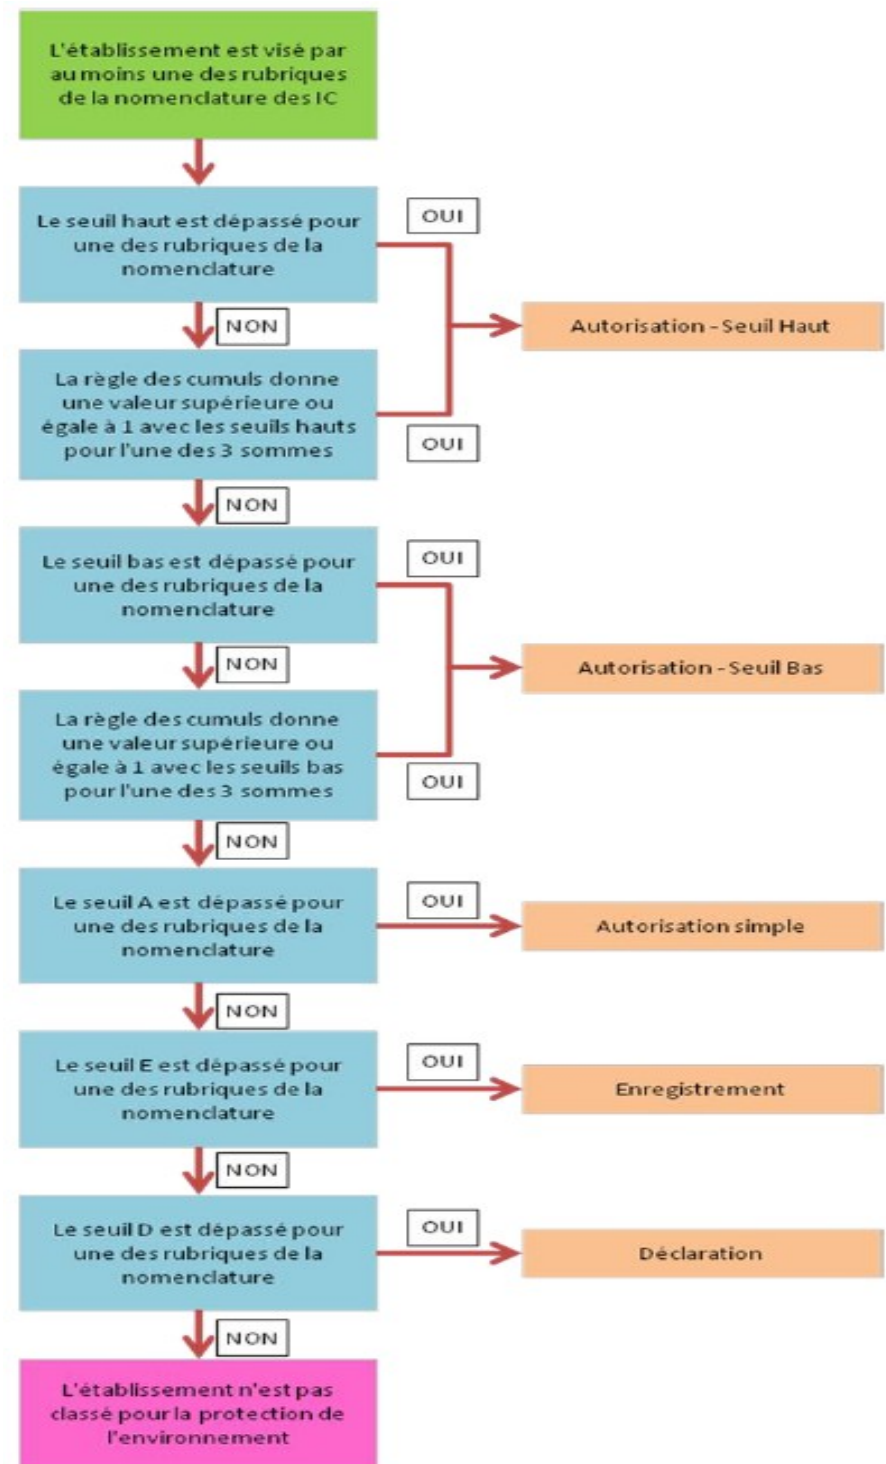 L'établissement est visé par
au moins une des rubriques
de la nomenclature des IC
Le seuil haut est dépassé pour
une des rubriques de la
nomenclature
OUI
NON
Autorisation - Seuil Haut
La règle des cumuls donne
une valeur supérieure ou
égale à 1 avec les seuils hauts
pour l'une des 3 sommes
OUI
NON
Le seuil bas est dépassé pour
une des rubriques de la
nomenclature
OUI
NON
Autorisation - Seuil Bas
La règle des cumuls donne
une valeur supérieure ou
égale à 1 avec les seuils bas
pour l'une des 3 sommes
OUI
NON
Le seuil A est dépassé pour
une des rubriques de la
nomenclature
OUI
Autorisation simple
NON
Le seuil E est dépassé pour
une des rubriques de la
nomenclature
OUI
Enregistrement
NON
Le seuil D est dépassé pour
une des rubriques de la
nomenclature
OUI
Déclaration
NON
L'établissement n'est pas
classé pour la protection de
l'environnement